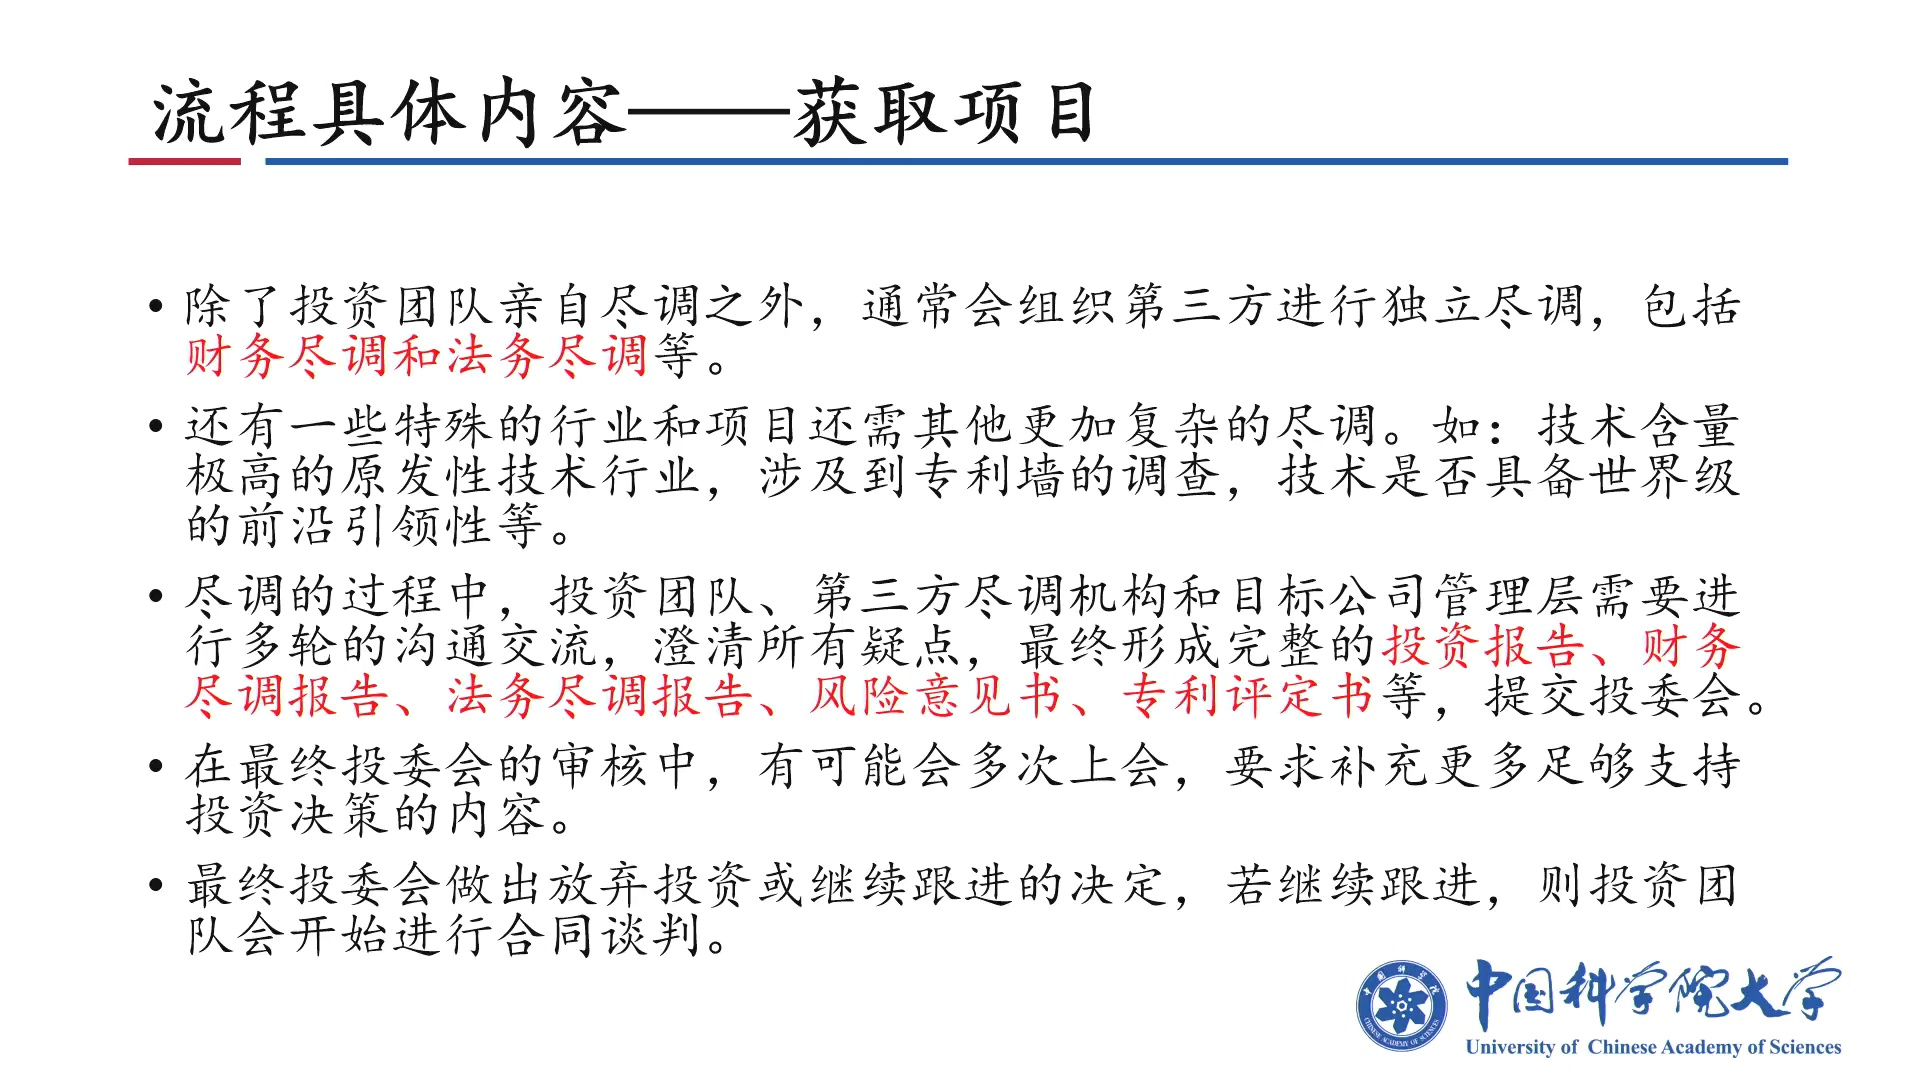 流程具体内容——获取项目
• 除了投资团队亲自尽调之外，通常会组织第三方进行独立尽调，包括
财务尽调和法务尽调等。
• 还有一些特殊的行业和项目还需其他更加复杂的尽调。如：技术含量
极高的原发性技术行业，涉及到专利墙的调查，技术是否具备世界级
的前沿引领性等。
• 尽调的过程中，投资团队、第三方尽调机构和目标公司管理层需要进
行多轮的沟通交流，澄清所有疑点，最终形成完整的投资报告、财务
尽调报告、法务尽调报告、风险意见书、专利评定书等，提交投委会。
• 在最终投委会的审核中，有可能会多次上会，要求补充更多足够支持
投资决策的内容。
• 最终投委会做出放弃投资或继续跟进的决定，若继续跟进，则投资团
队会开始进行合同谈判。
中国科学院
CHINESE ACADEMY OF SCIENCES
中国科学院大学
University of Chinese Academy of Sciences